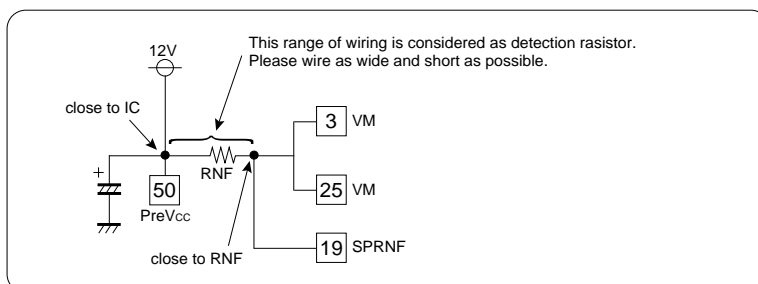 This range of wiring is considered as detection rasistor.
Please wire as wide and short as possible.
12V
close to IC
+
3 VM
RNF
50
25 VM
PreVcc
19 SPRNF
close to RNF